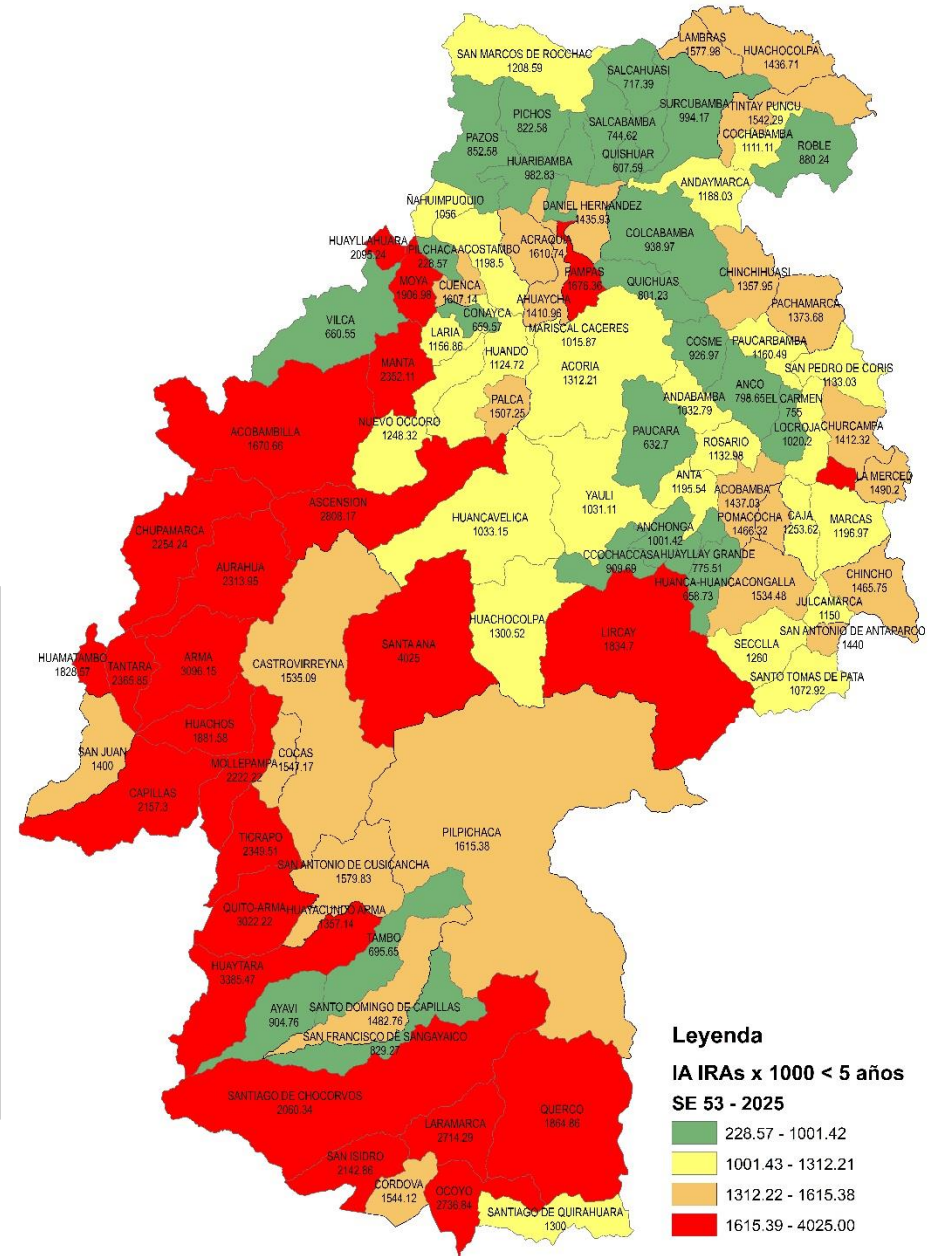 LAMBRAS
1577.98
HUACHOCOLPA
1436.71
SAN MARCOS DE ROCCHAC
1208.59
SALCAHUASI
717.39
SURCUBAMBA
994.17
TINTAY PUNCU
1542.29
PICHOS
822.58
SALCABAMBA
744.62
COCHABAMBA
1111.11
ROBLE
880.24
PAZOS
852.58
QUISHUAR
607.59
HUARIBAMBA
982.83
ANDAYMARCA
1188.03
ÑAHUIMPUQUIO
1056
DANIEL HERNANDEZ
1435.93
COLCABAMBA
938.97
HUAYLLAHUARA
2095.24
PILCHACA
228.57
ACOSTAMBO
1198.5
ACRAQUIA
1610.74
PAMPAS
1678.36
CHINCHIHUASI
1357.95
MOYA
1906.98
CUENCA
1607.14
QUICHUAS
801.23
PACHAMARCA
1373.68
AHUAYCHA
1410.96
CONAYCA
659.57
VILCA
660.55
MARISCAL CACERES
1015.87
LARIA
1156.86
HUANDO
1124.72
COSME
926.97
PAUCARBAMBA
1160.49
MANTA
2352.11
ACORIA
1312.21
SAN PEDRO DE CORIS
1133.03
ANCO
798.65
EL CARMEN
755
PALCA
1507.25
ANDABAMBA
1032.79
ACOBAMBILLA
1670.66
NUEVO OCCORO
1248.32
PAUCARA
632.7
LOCROJA
1020.2
CHURCAMPA
1412.32
ROSARIO
1132.98
ANTA
1195.54
LA MERCED
1490.2
ASCENSION
2808.17
YAULI
1031.11
ACOBAMBA
1437.03
HUANCAVELICA
1033.15
POMACOCHA
1466.32
CAJA
1253.62
MARCAS
1196.97
CHUPAMARCA
2254.24
ANCHONGA
1001.42
AURAHUA
2313.95
CCOCHACCASA
909.69
HUAYLLAY GRANDE
775.51
CHINCHO
1465.75
HUANCA-HUANCA
658.73
CONGALLA
1534.48
JULCAMARCA
1150
HUACHOCOLPA
1300.52
LIRCAY
1834.7
SAN ANTONIO DE ANTAPARCO
1440
SECCLLA
1260
SANTA ANA
4025
HUAMATAMBO
1828.57
TANTARA
2365.85
ARMA
3096.15
CASTROVIRREYNA
1535.09
SANTO TOMAS DE PATA
1072.92
HUACHOS
1881.58
SAN JUAN
1400
COCAS
1547.17
MOLLEPAMPA
2222.22
CAPILLAS
2157.3
TICRAPO
2349.51
PILPICHACA
1615.38
SAN ANTONIO DE CUSICANCHA
1579.83
QUITO-ARMA
3022.22
HUAYACUNDO ARMA
1357.14
TAMBO
695.65
HUAYTARA
3385.47
AYAVI
904.76
SANTO DOMINGO DE CAPILLAS
1482.76
SAN FRANCISCO DE SANGAYAICO
829.27
SANTIAGO DE CHOCORVOS
2060.34
QUERCO
1864.86
LARAMARCA
2714.29
SAN ISIDRO
2142.86
CORDOVA
1544.12
OCOYO
2736.84
SANTIAGO DE QUIRAHUARA
1300
Leyenda
IA IRAs x 1000 < 5 años
SE 53 - 2025
228.57 - 1001.42
1001.43 - 1312.21
1312.22 - 1615.38
1615.39 - 4025.00